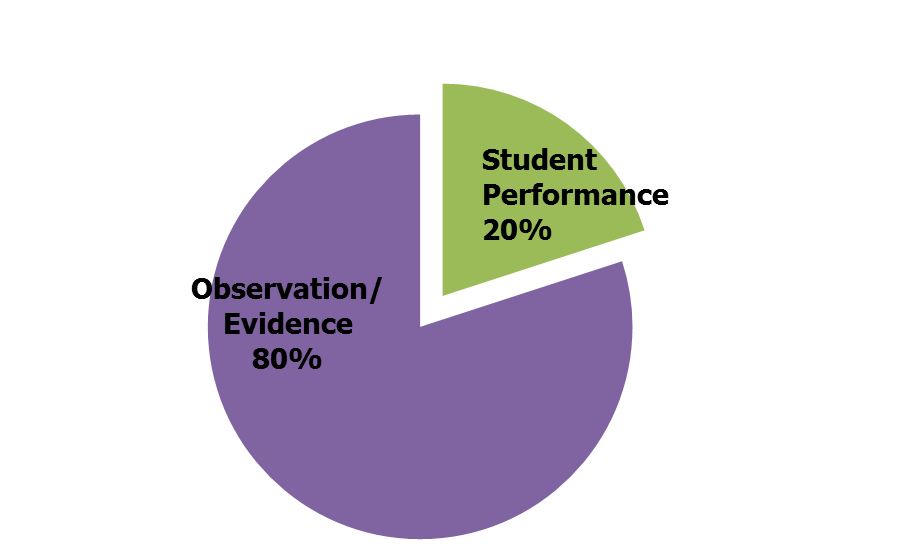 Student
Performance
20%
Observation/
Evidence
80%